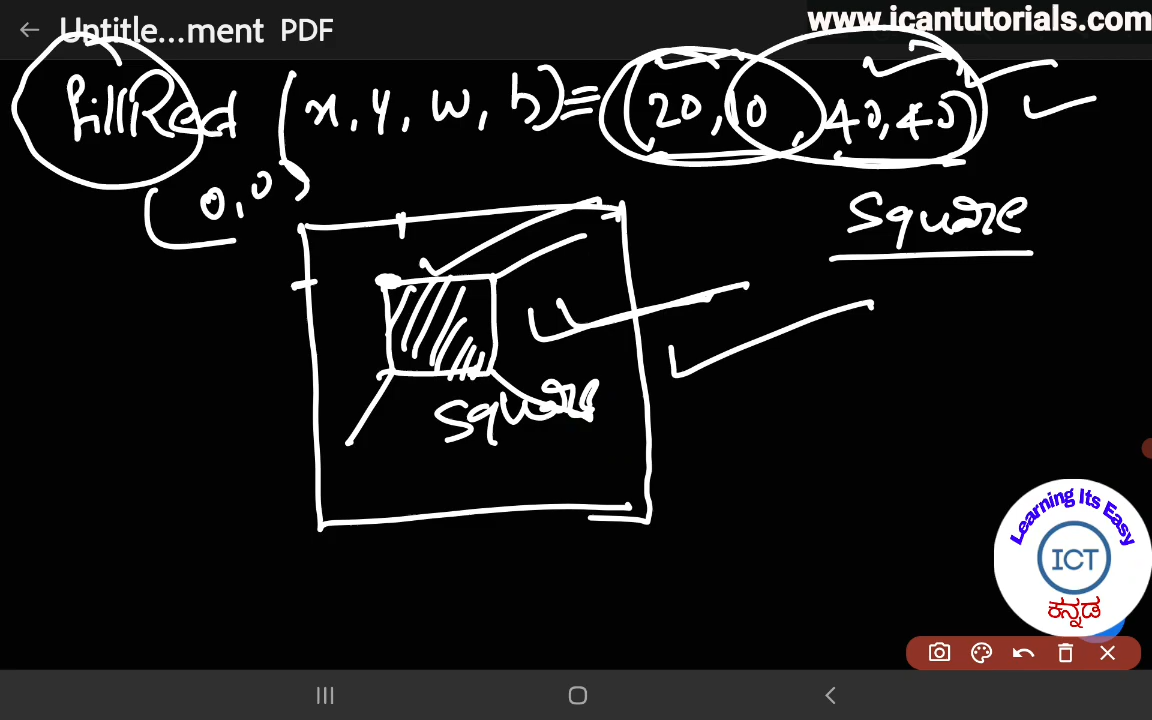 Untitle...ment PDF
www.icantutorials.com
fillRed (x, y, w, h) = (20, 10, 40, 40)
(0,0)
Square
Square
Learning Its Easy
ICT
ಕನ್ನಡ